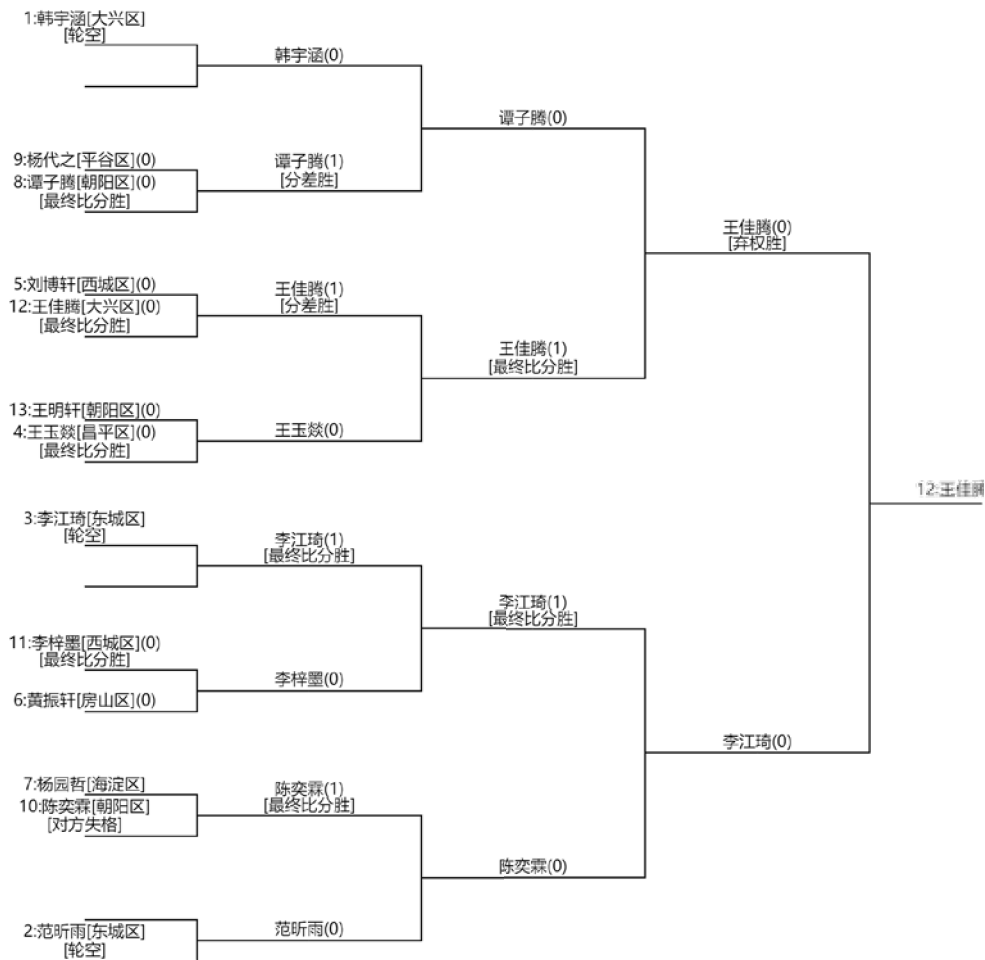 1:韩宇涵[大兴区]
[轮空]
韩宇涵(0)
谭子腾(0)
9:杨代之[平谷区](0)
8:谭子腾[朝阳区](0)
[最终比分胜]
谭子腾(1)
[分差胜]
王佳腾(0)
[弃权胜]
5:刘博轩[西城区](0)
12:王佳腾[大兴区](0)
[最终比分胜]
王佳腾(1)
[分差胜]
王佳腾(1)
[最终比分胜]
13:王明轩[朝阳区](0)
4:王玉燚[昌平区](0)
[最终比分胜]
王玉燚(0)
12:王佳腾
3:李江琦[东城区]
[轮空]
李江琦(1)
[最终比分胜]
李江琦(1)
[最终比分胜]
11:李梓墨[西城区](0)
[最终比分胜]
6:黄振轩[房山区](0)
李梓墨(0)
李江琦(0)
7:杨园哲[海淀区]
10:陈奕霖[朝阳区]
[对方失格]
陈奕霖(1)
[最终比分胜]
陈奕霖(0)
2:范昕雨[东城区]
[轮空]
范昕雨(0)